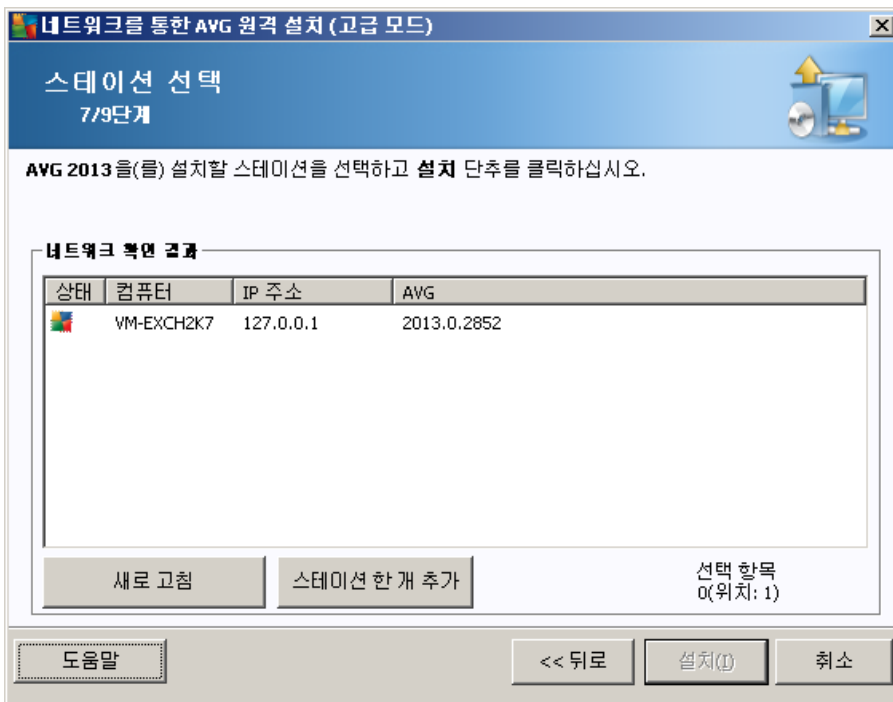 네트워크를 통한 AVG 원격 설치 (고급 모드)
스테이션 선택
7/9단계
AVG 2013을(를) 설치할 스테이션을 선택하고 설치 단추를 클릭하십시오.
네트워크 확인 결과
상태 컴퓨터 IP 주소 AVG
VM-EXCH2K7 127.0.0.1 2013.0.2852
새로 고침 스테이션 한 개 추가
선택 항목
0(위치: 1)
도움말 << 뒤로 설치(I) 취소